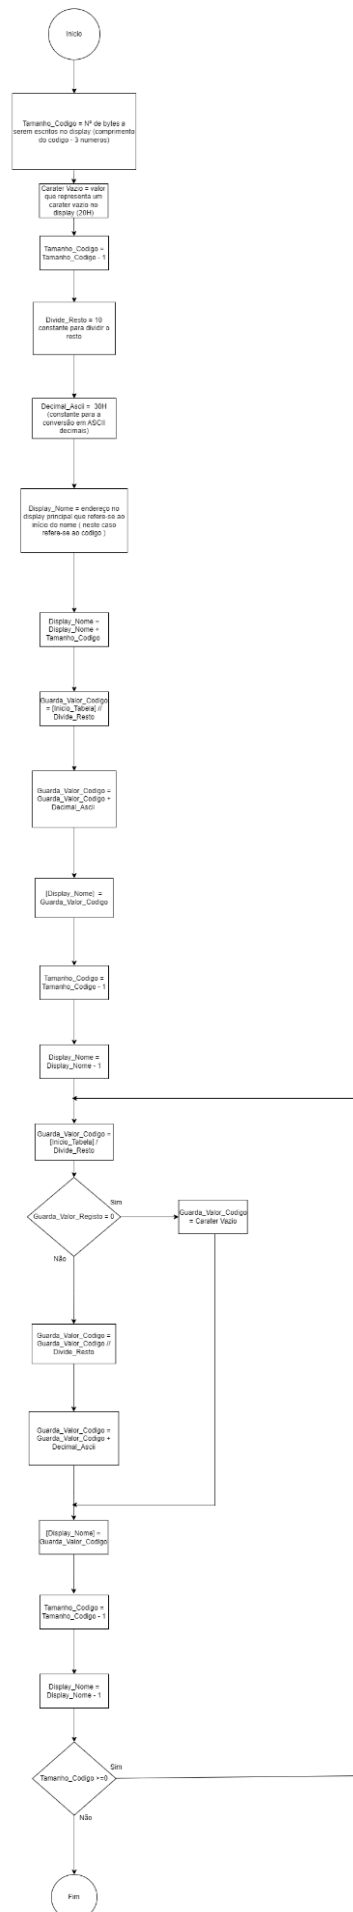 Início
Tamanho_Codigo = Nº de bytes a
serem escritos no display (comprimento
do codigo - 3 numeros)
Carater Vazio = valor
que representa um
carater vazio no
display (20H)
Tamanho_Codigo =
Tamanho_Codigo - 1
Divide_Resto = 10
constante para dividir o
resto
Decimal_Ascii = 30H
(constante para a
conversão em ASCII
decimais)
Display_Nome = endereço no
display principal que refere-se ao
início do nome ( neste caso
refere-se ao codigo )
Display_Nome =
Display_Nome +
Tamanho_Codigo
Guarda_Valor_Codigo
= [Inicio_Tabela] //
Divide_Resto
Guarda_Valor_Codigo =
Guarda_Valor_Codigo +
Decimal_Ascii
[Display_Nome] =
Guarda_Valor_Codigo
Tamanho_Codigo =
Tamanho_Codigo - 1
Display_Nome =
Display_Nome - 1
Guarda_Valor_Codigo =
[Inicio_Tabela] /
Divide_Resto
Guarda_Valor_Registo = 0
Sim
Guarda_Valor_Codigo
= Carater Vazio
Não
Guarda_Valor_Codigo =
Guarda_Valor_Codigo //
Divide_Resto
Guarda_Valor_Codigo =
Guarda_Valor_Codigo +
Decimal_Ascii
[Display_Nome] =
Guarda_Valor_Codigo
Tamanho_Codigo =
Tamanho_Codigo - 1
Display_Nome =
Display_Nome - 1
Tamanho_Codigo >=0
Sim
Não
Fim